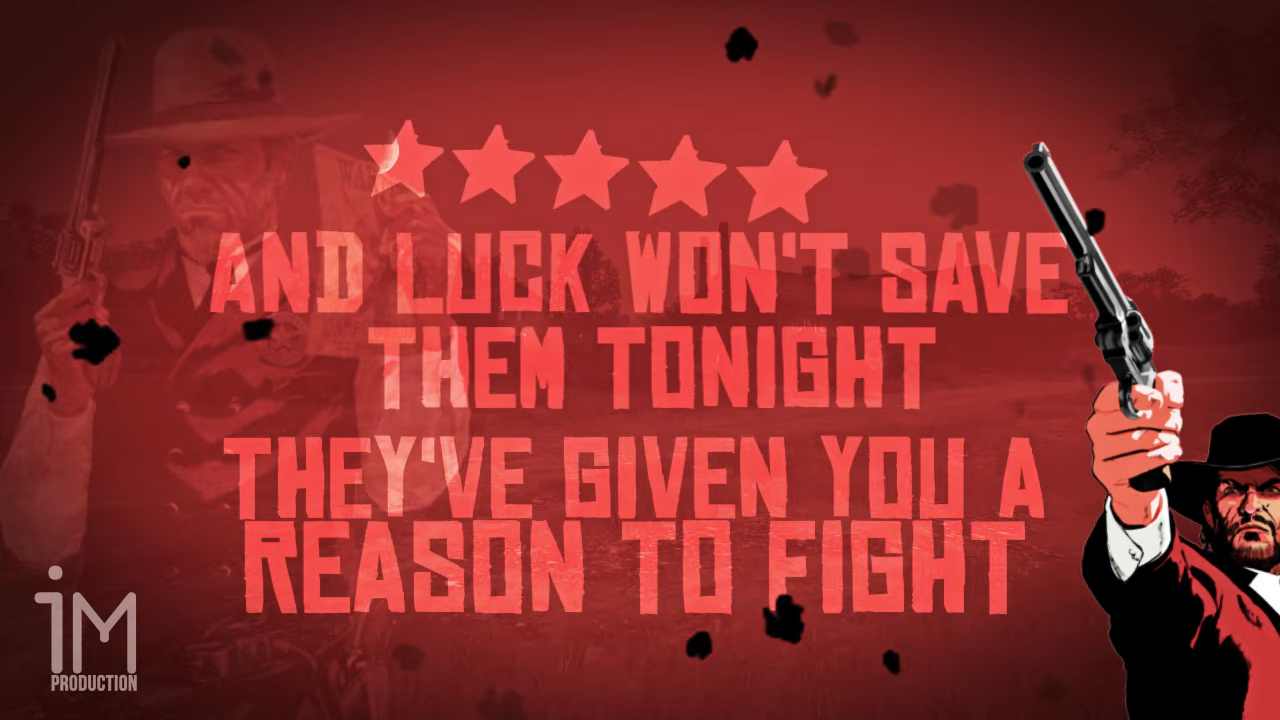 AND LUCK WON'T SAVE
THEM TONIGHT
THEY'VE GIVEN YOU A
REASON TO FIGHT
iM
PRODUCTION